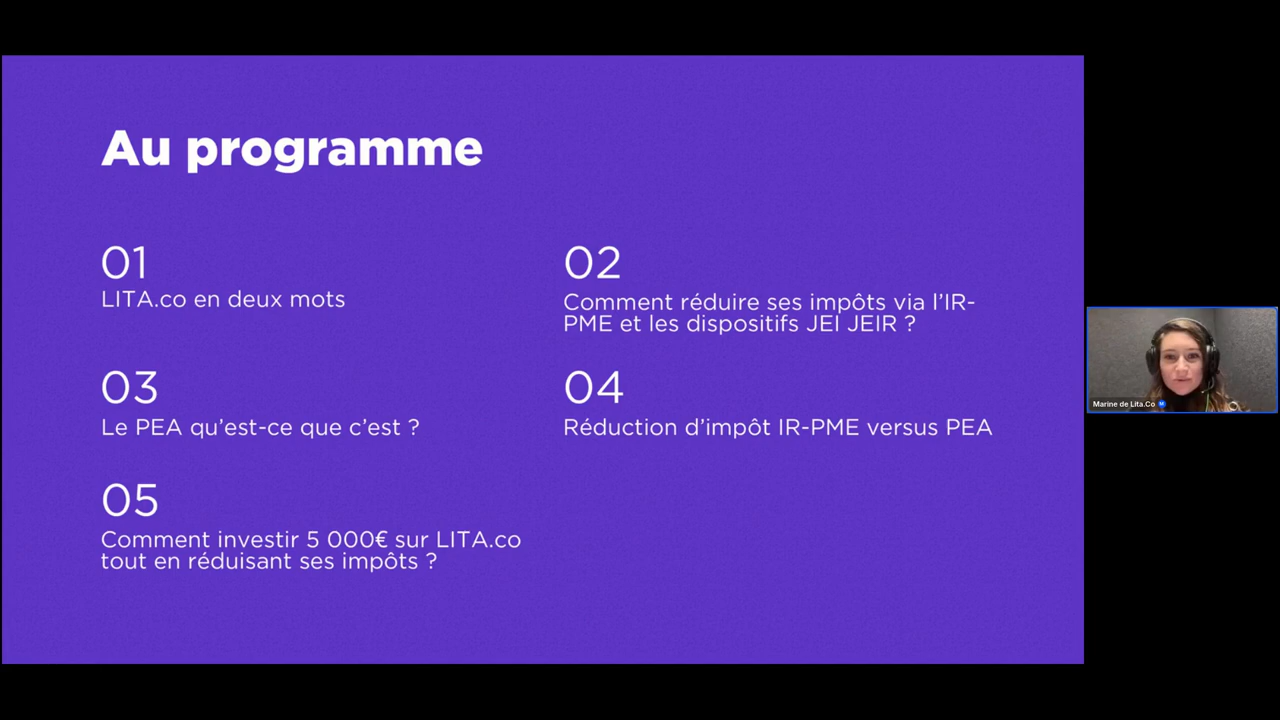 Au programme
01
LITA.co en deux mots
02
Comment réduire ses impôts via l'IR-
PME et les dispositifs JEI JEIR ?
03
Le PEA qu'est-ce que c'est ?
04
Réduction d'impôt IR-PME versus PEA
05
Comment investir 5 000€ sur LITA.co
tout en réduisant ses impôts ?
Marine de Lita.Co